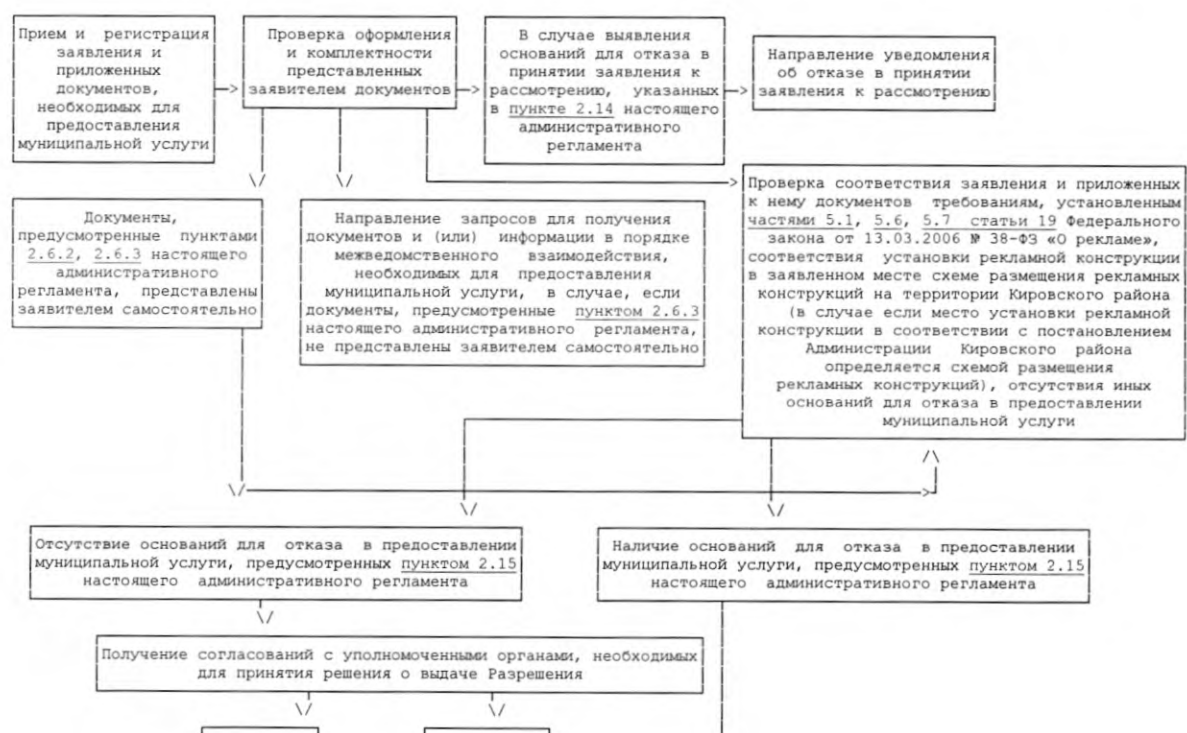 Прием и регистрация
заявления и
приложенных
документов,
необходимых для
предоставления
муниципальной услуги
Проверка оформления
и комплектности
представленных
заявителем документов
В случае выявления
оснований для отказа в
принятии заявления к
рассмотрению, указанных
в пункте 2.14 настоящего
административного
регламента
Направление уведомления
об отказе в принятии
заявления к рассмотрению
Документы,
предусмотренные пунктами
2.6.2, 2.6.3 настоящего
административного
регламента, представлены
заявителем самостоятельно
Направление запросов для получения
документов и (или) информации в порядке
межведомственного взаимодействия,
необходимых для предоставления
муниципальной услуги, в случае, если
документы, предусмотренные пунктом 2.6.3
настоящего административного регламента,
не представлены заявителем самостоятельно
Проверка соответствия заявления и приложенных
к нему документов требованиям, установленным
частями 5.1, 5.6, 5.7 статьи 19 Федерального
закона от 13.03.2006 № 38-ФЗ «О рекламе»,
соответствия установки рекламной конструкции
в заявленном месте схеме размещения рекламных
конструкций на территории Кировского района
(в случае если место установки рекламной
конструкции в соответствии с постановлением
Администрации Кировского района
определяется схемой размещения
рекламных конструкций), отсутствия иных
оснований для отказа в предоставлении
муниципальной услуги
Отсутствие оснований для отказа в предоставлении
муниципальной услуги, предусмотренных пунктом 2.15
настоящего административного регламента
Наличие оснований для отказа в предоставлении
муниципальной услуги, предусмотренных пунктом 2.15
настоящего административного регламента
Получение согласований с уполномоченными органами, необходимых
для принятия решения о выдаче Разрешения